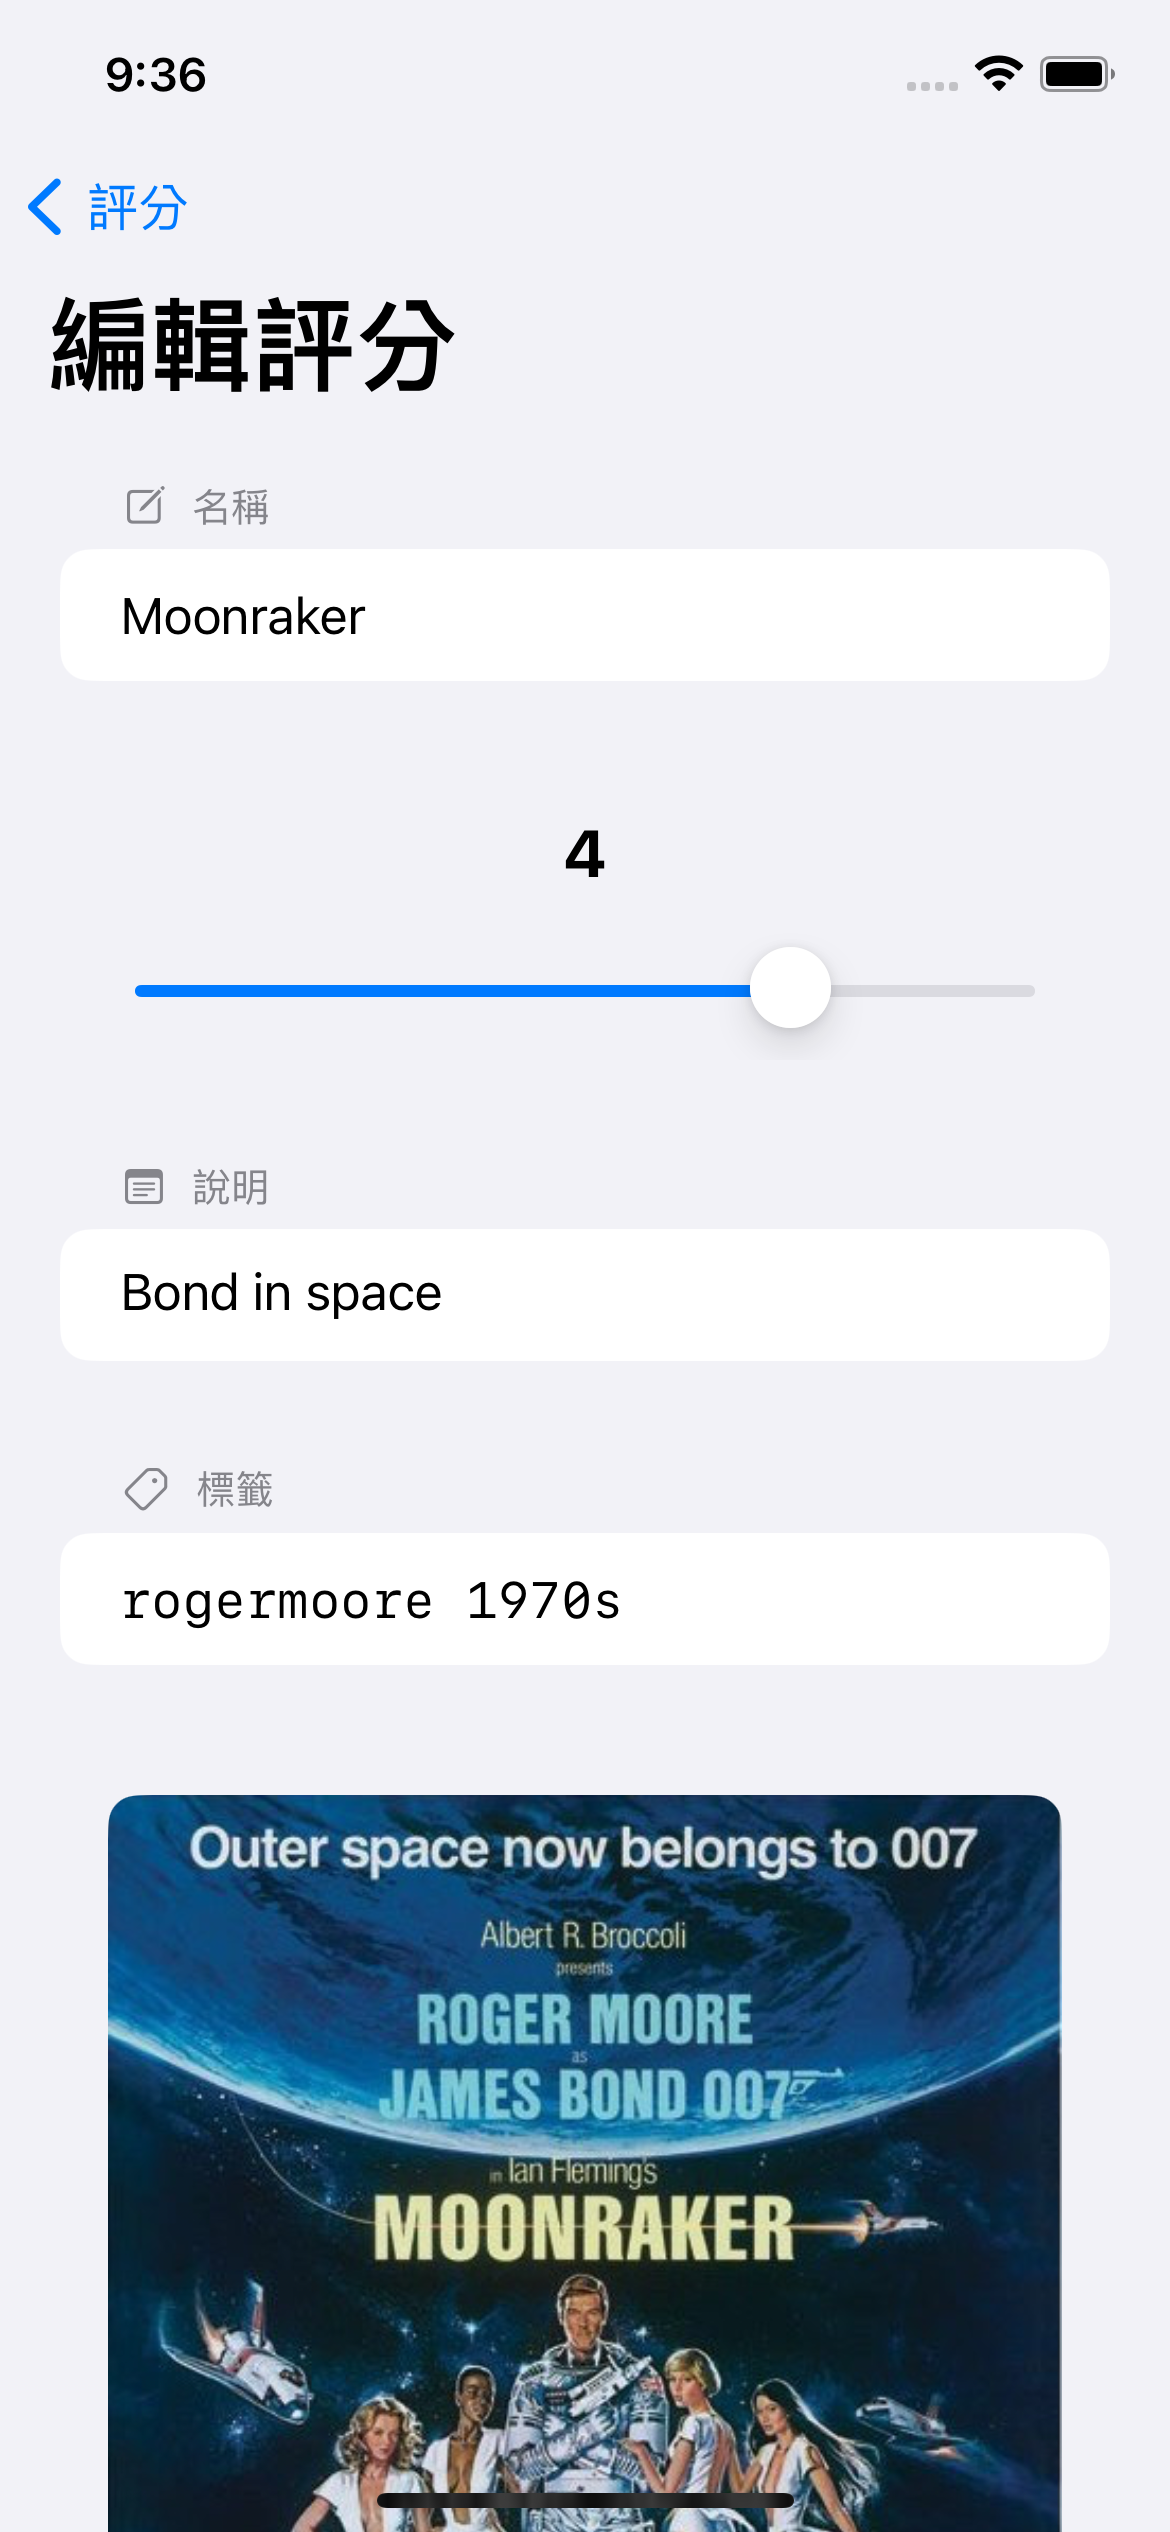 9:36
評分
編輯評分
名稱
Moonraker
4
說明
Bond in space
標籤
rogermoore 1970s
Outer space now belongs to 007
Albert R. Broccoli
presents
ROGER MOORE
as
JAMES BOND 007
in Ian Fleming's
MOONRAKER